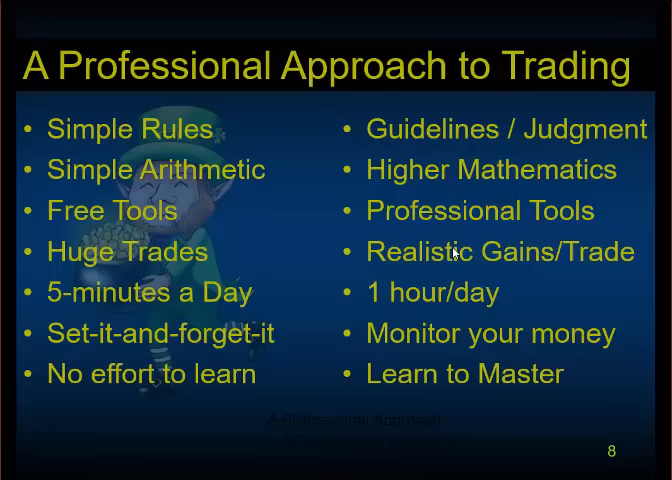 A Professional Approach to Trading
• Simple Rules
• Simple Arithmetic
• Free Tools
• Huge Trades
• 5-minutes a Day
• Set-it-and-forget-it
• No effort to learn
• Guidelines / Judgment
• Higher Mathematics
• Professional Tools
• Realistic Gains/Trade
• 1 hour/day
• Monitor your money
• Learn to Master
A Professional Approach
8